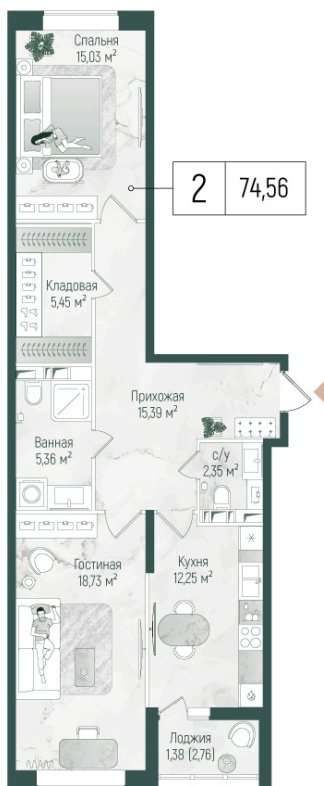 Спальня
15,03 м²
2
74,56
Кладовая
5,45 м²
Прихожая
15,39 м²
Ванная
5,36 м²
с/у
2,35 м²
Гостиная
18,73 м²
Кухня
12,25 м²
Лоджия
1,38 (2,76)